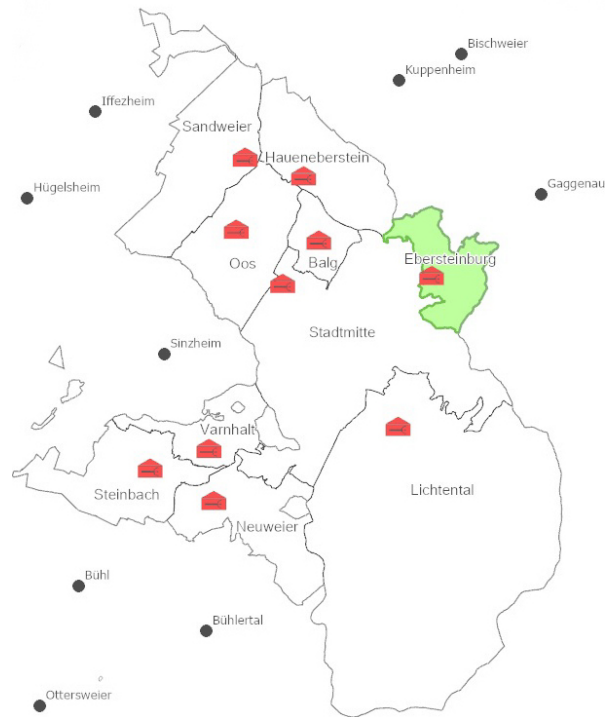 Bischweier
Kuppenheim
Iffezheim
Sandweier
Haueneberstein
Gaggenau
Hügelsheim
Ebersteinburg
Oos
Balg
Stadtmitte
Sinzheim
Varnhalt
Lichtental
Steinbach
Neuweier
Bühl
Bühlertal
Ottersweier